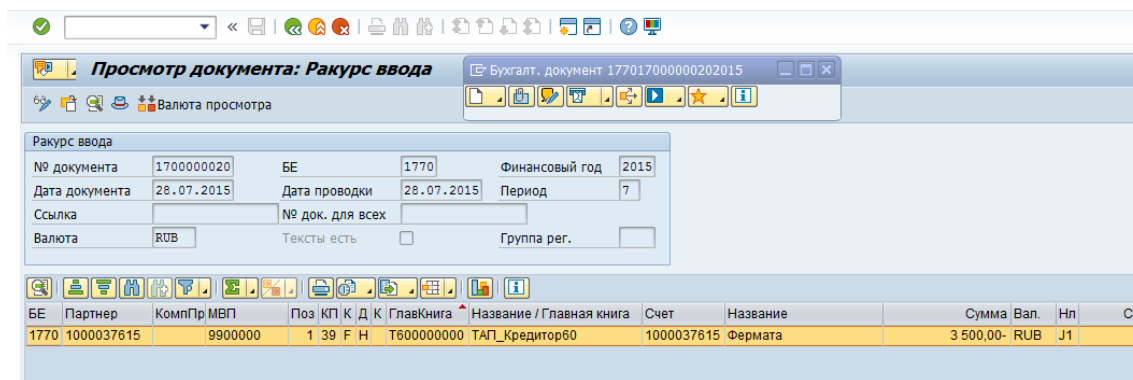 Просмотр документа: Ракурс ввода
Бухгалт. документ 177017000000202015
Валюта просмотра
Ракурс ввода
№ документа 1700000020 БЕ 1770 Финансовый год 2015
Дата документа 28.07.2015 Дата проводки 28.07.2015 Период 7
Ссылка № док. для всех
Валюта RUB Тексты есть Группа рег.
БЕ Партнер КомпПр МВП Поз КП К Д К ГлавКнига Название / Главная книга Счет Название Сумма Вал. Нл С
1770 1000037615 9900000 1 39 F H T600000000 ТАП_Кредитор60 1000037615 Фермата 3 500,00- RUB J1